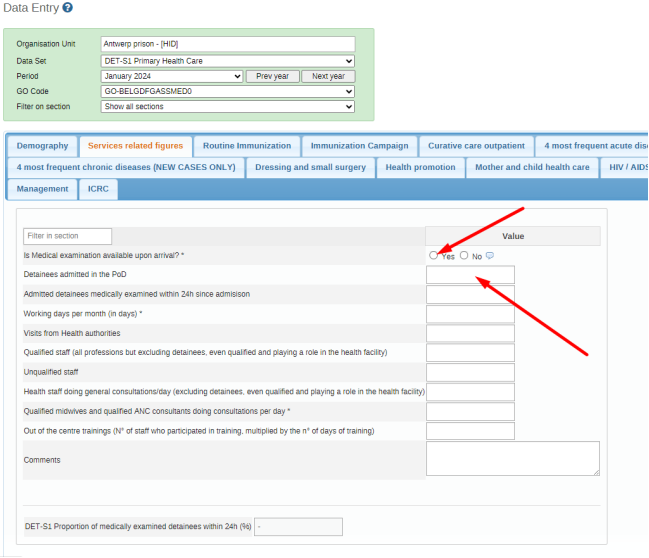 Data Entry
Organisation Unit Antwerp prison - [HID]
Data Set DET-S1 Primary Health Care
Period January 2024 Prev year Next year
GO Code GO-BELGDFGASSMED0
Filter on section Show all sections
Demography Services related figures Routine Immunization Immunization Campaign Curative care outpatient 4 most frequent acute dise
4 most frequent chronic diseases (NEW CASES ONLY) Dressing and small surgery Health promotion Mother and child health care HIV / AIDS
Management ICRC
Filter in section Value
Is Medical examination available upon arrival? * Yes No
Detainees admitted in the PoD
Admitted detainees medically examined within 24h since admisison
Working days per month (in days) *
Visits from Health authorities
Qualified staff (all professions but excluding detainees, even qualified and playing a role in the health facility)
Unqualified staff
Health staff doing general consultations/day (excluding detainees, even qualified and playing a role in the health facility)
Qualified midwives and qualified ANC consultants doing consultations per day *
Out of the centre trainings (N° of staff who participated in training, multiplied by the n° of days of training)
Comments
DET-S1 Proportion of medically examined detainees within 24h (%) -